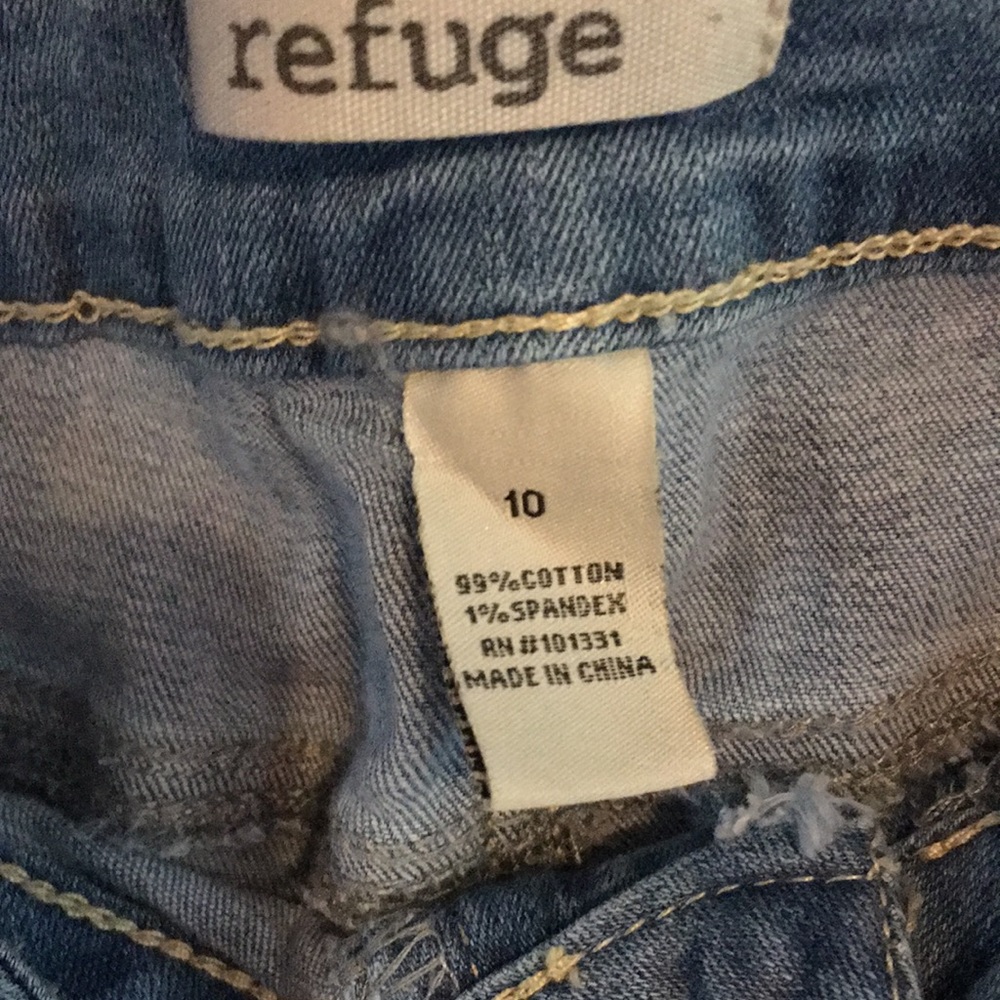 refuge
10
99%COTTON
1%SPANDEX
RN#101331
MADE IN CHINA